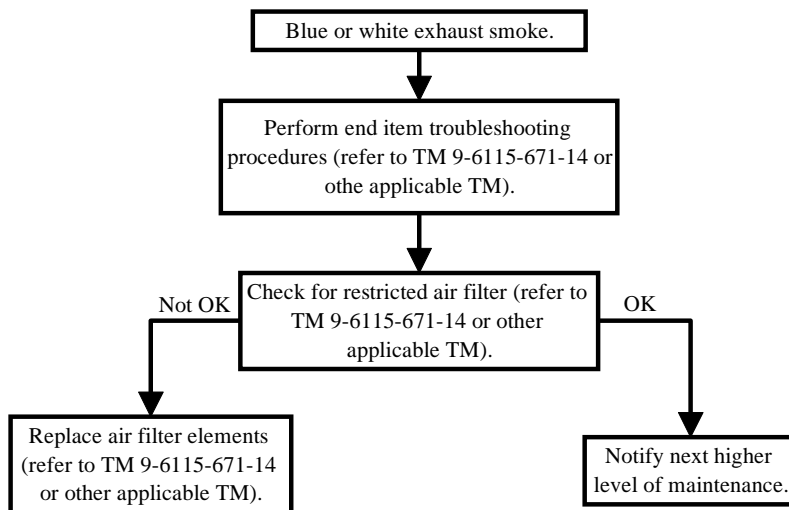 Blue or white exhaust smoke.
Perform end item troubleshooting
procedures (refer to TM 9-6115-671-14 or
othe applicable TM).
Check for restricted air filter (refer to
TM 9-6115-671-14 or other
applicable TM).
Not OK
OK
Replace air filter elements
(refer to TM 9-6115-671-14
or other applicable TM).
Notify next higher
level of maintenance.